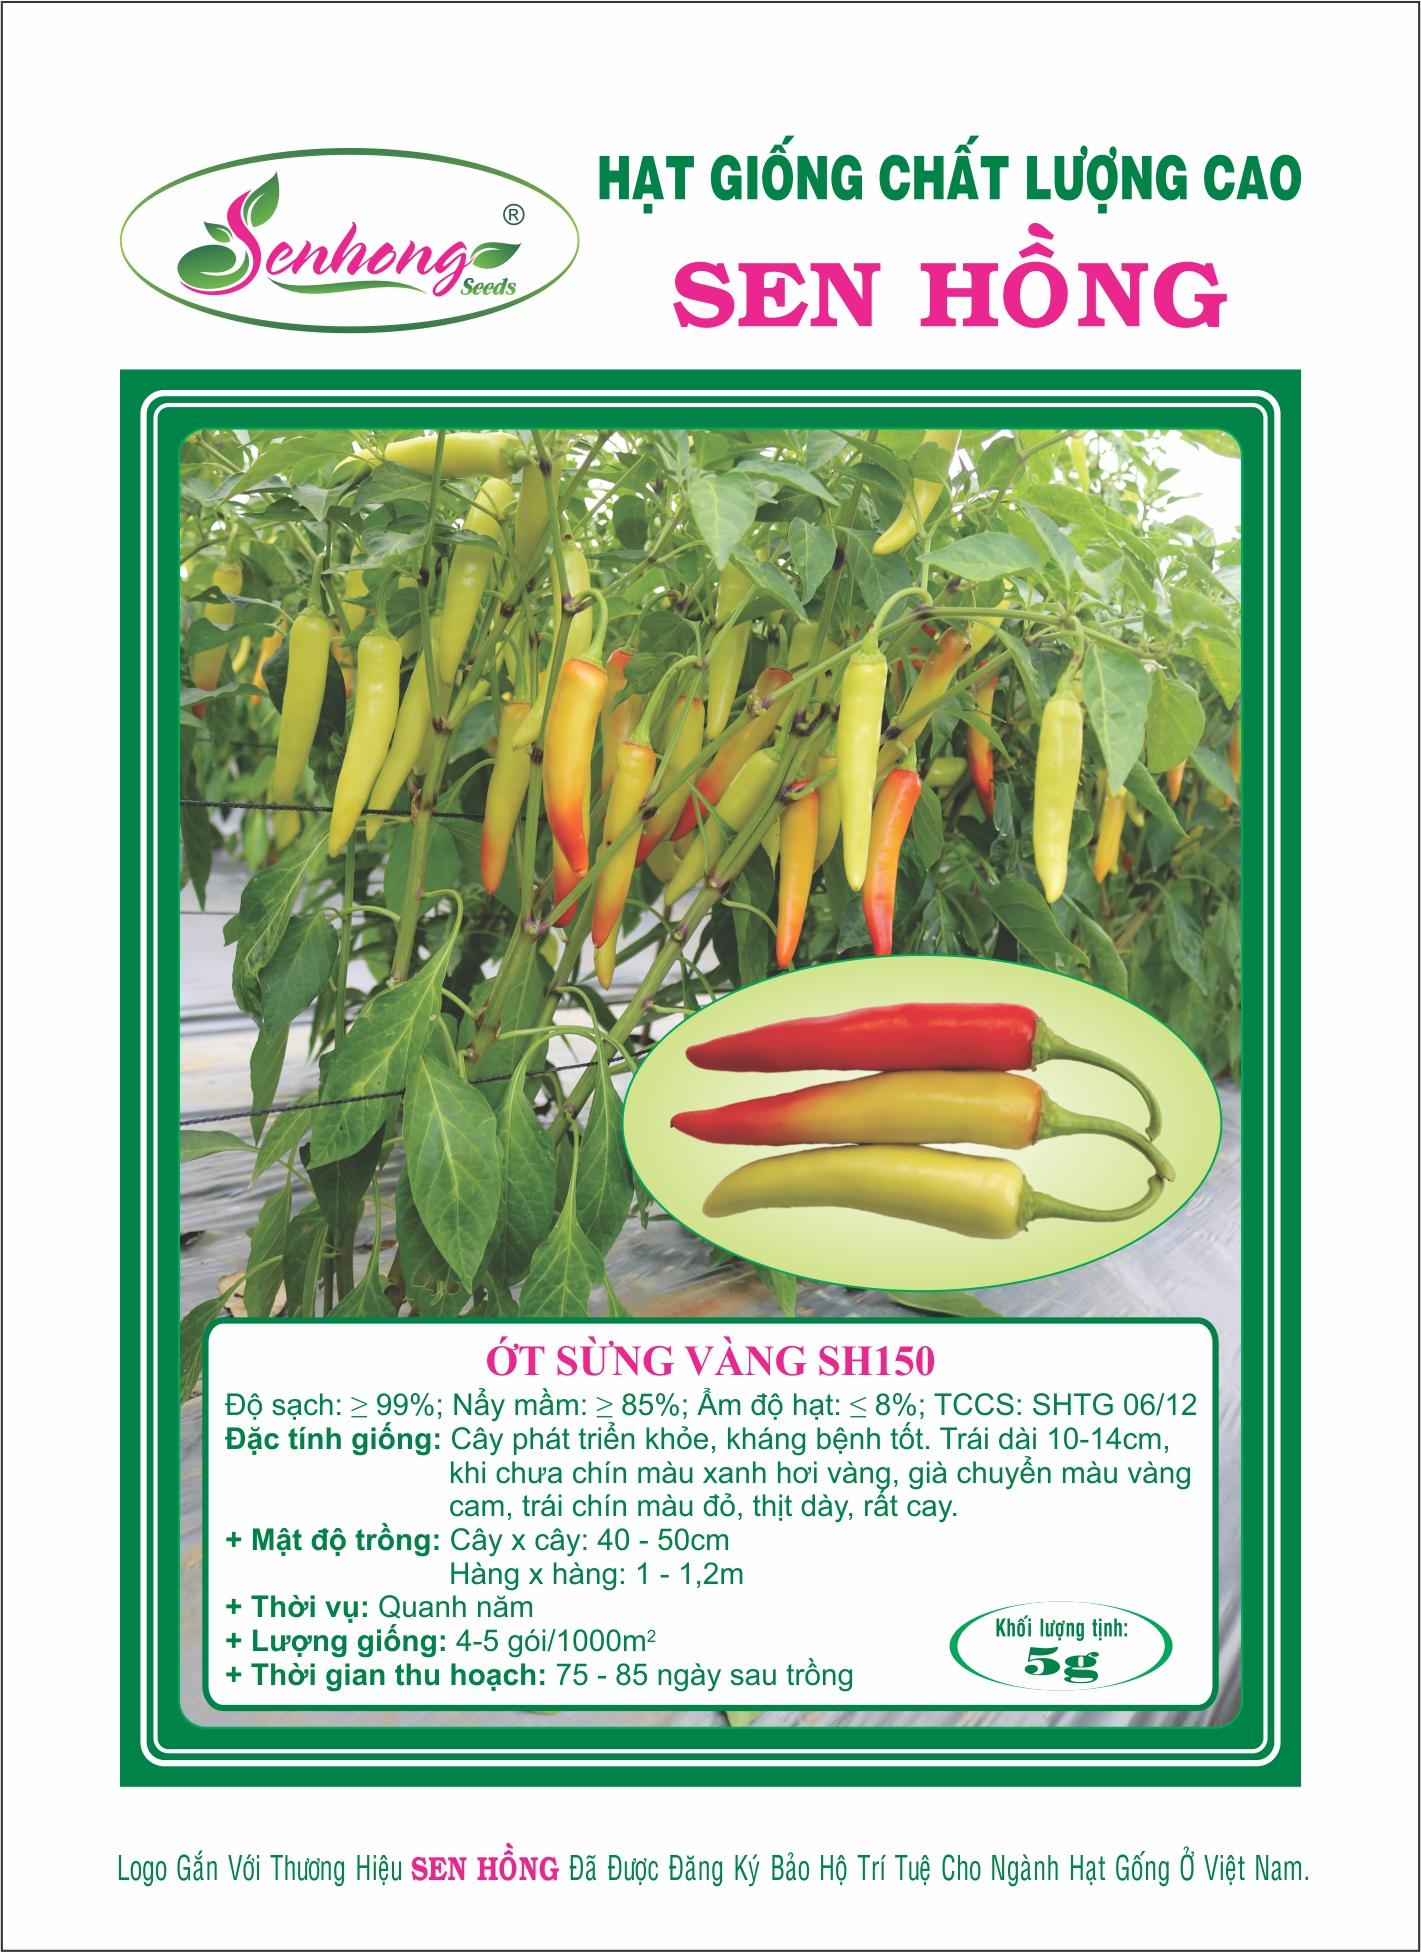 Senhong ®
Seeds
HẠT GIỐNG CHẤT LƯỢNG CAO
SEN HỒNG
ỚT SỪNG VÀNG SH150
Độ sạch: ≥ 99%; Nẩy mầm: ≥ 85%; Ẩm độ hạt: ≤ 8%; TCCS: SHTG 06/12
Đặc tính giống: Cây phát triển khỏe, kháng bệnh tốt. Trái dài 10-14cm,
khi chưa chín màu xanh hơi vàng, già chuyển màu vàng
cam, trái chín màu đỏ, thịt dày, rất cay.
+ Mật độ trồng: Cây x cây: 40 - 50cm
Hàng x hàng: 1 - 1,2m
+ Thời vụ: Quanh năm
+ Lượng giống: 4-5 gói/1000m²
+ Thời gian thu hoạch: 75 - 85 ngày sau trồng
Khối lượng tịnh:
5g
Logo Gắn Với Thương Hiệu SEN HỒNG Đã Được Đăng Ký Bảo Hộ Trí Tuệ Cho Ngành Hạt Gống Ở Việt Nam.